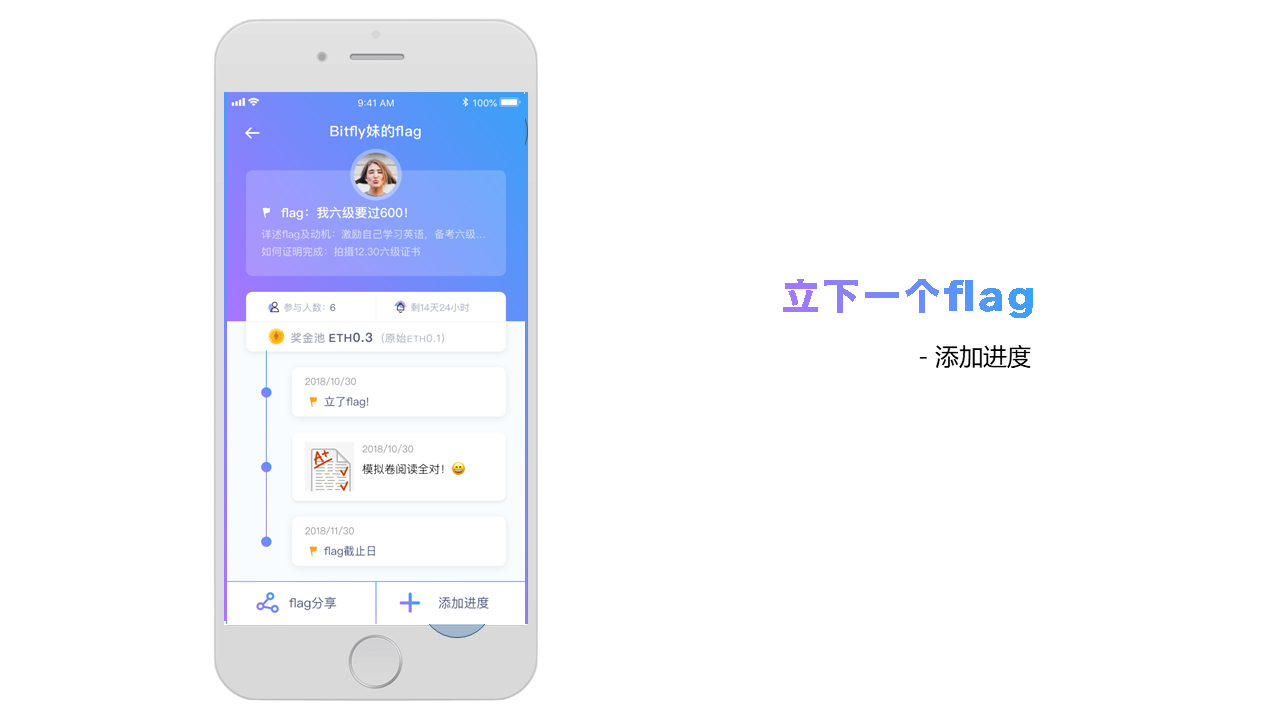 9:41 AM
100%
Bitfly妹的flag
flag：我六级要过600！
详述flag及动机：激励自己学习英语，备考六级...
如何证明完成：拍摄12.30六级证书
参与人数：6
剩14天24小时
奖金池 ETH0.3（原始ETH0.1）
2018/10/30
立了flag!
2018/10/30
模拟卷阅读全对！😄
A+
2018/11/30
flag截止日
flag分享
添加进度
立下一个flag
- 添加进度